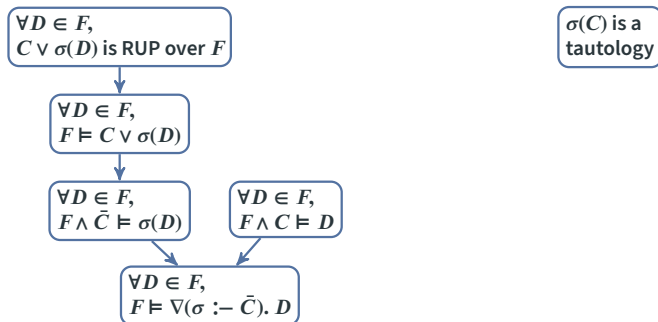 ∀D ∈ F,
C ∨ σ(D) is RUP over F
σ(C) is a
tautology
∀D ∈ F,
F ⊨ C ∨ σ(D)
∀D ∈ F,
F ∧ C̄ ⊨ σ(D)
∀D ∈ F,
F ∧ C ⊨ D
∀D ∈ F,
F ⊨ ∇(σ :– C̄). D